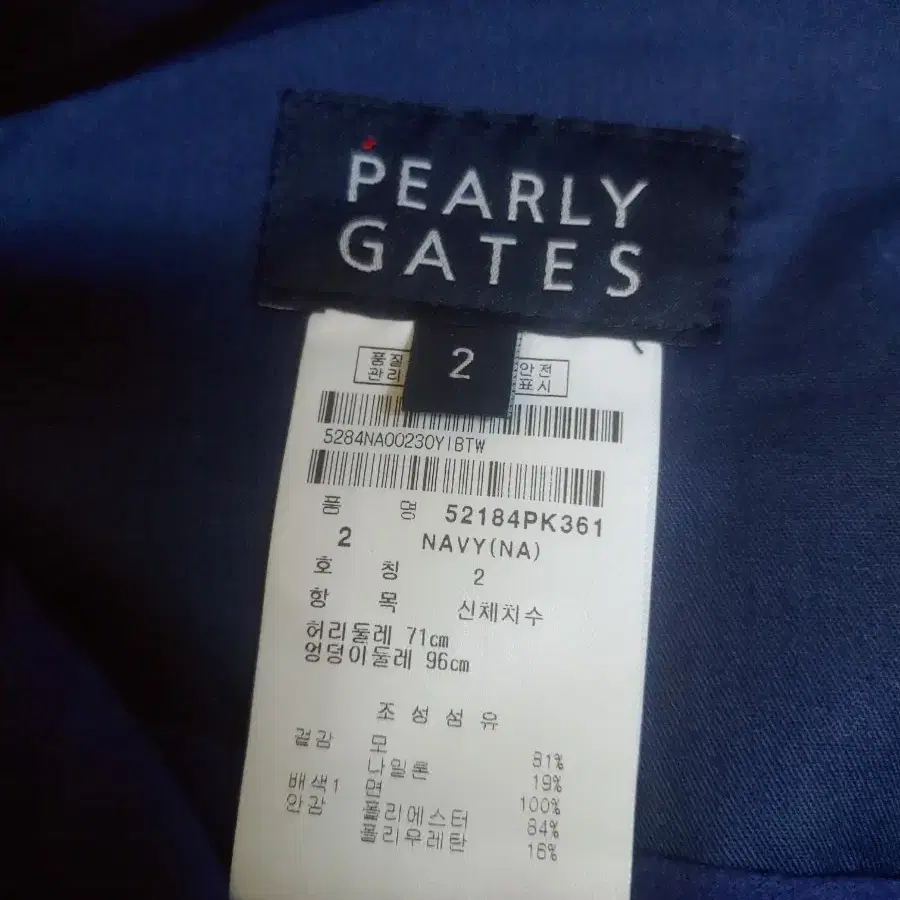 PEARLY
GATES
2
품질
관리
안전
표시
5284NA00230YIBTW
품 명 52184PK361
2 NAVY(NA)
호 칭 2
항 목 신체치수
허리둘레 71cm
엉덩이둘레 96cm
조성섬유
겉감 모 81%
나일론 19%
배색1 면 100%
안감 폴리에스터 84%
폴리우레탄 16%